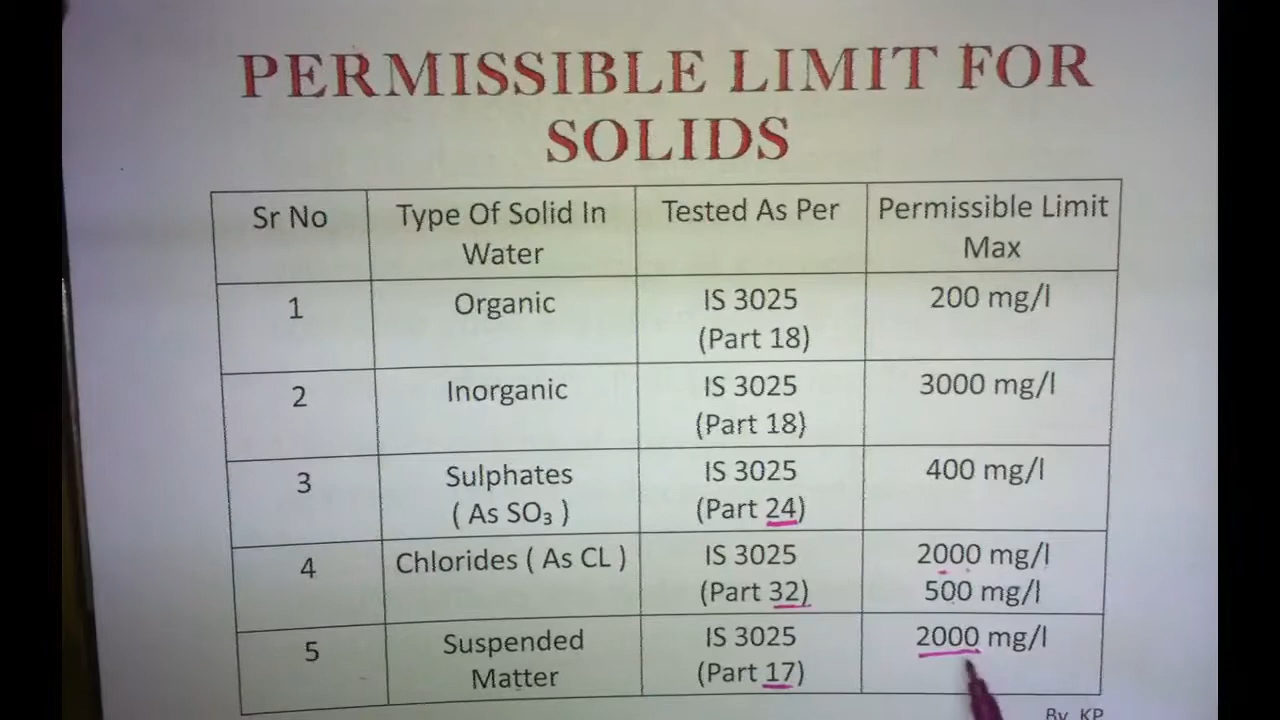 PERMISSIBLE LIMIT FOR
SOLIDS
Sr No
Type Of Solid In
Water
Tested As Per
Permissible Limit
Max
1
Organic
IS 3025
(Part 18)
200 mg/l
2
Inorganic
IS 3025
(Part 18)
3000 mg/l
3
Sulphates
( As SO₃ )
IS 3025
(Part 24)
400 mg/l
4
Chlorides ( As CL )
IS 3025
(Part 32)
2000 mg/l
500 mg/l
5
Suspended
Matter
IS 3025
(Part 17)
2000 mg/l
By KP